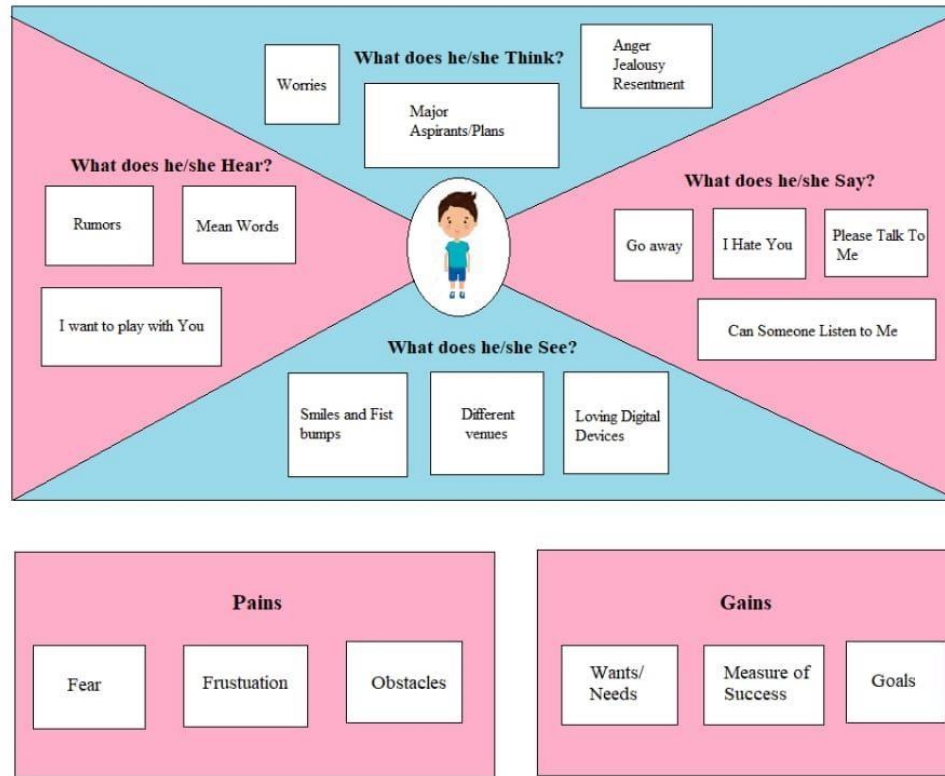 What does he/she Think?
Worries
Major
Aspirants/Plans
Anger
Jealousy
Resentment
What does he/she Hear?
Rumors
Mean Words
I want to play with You
What does he/she Say?
Go away
I Hate You
Please Talk To
Me
Can Someone Listen to Me
What does he/she See?
Smiles and Fist
bumps
Different
venues
Loving Digital
Devices
Pains
Fear
Frustuation
Obstacles
Gains
Wants/
Needs
Measure of
Success
Goals